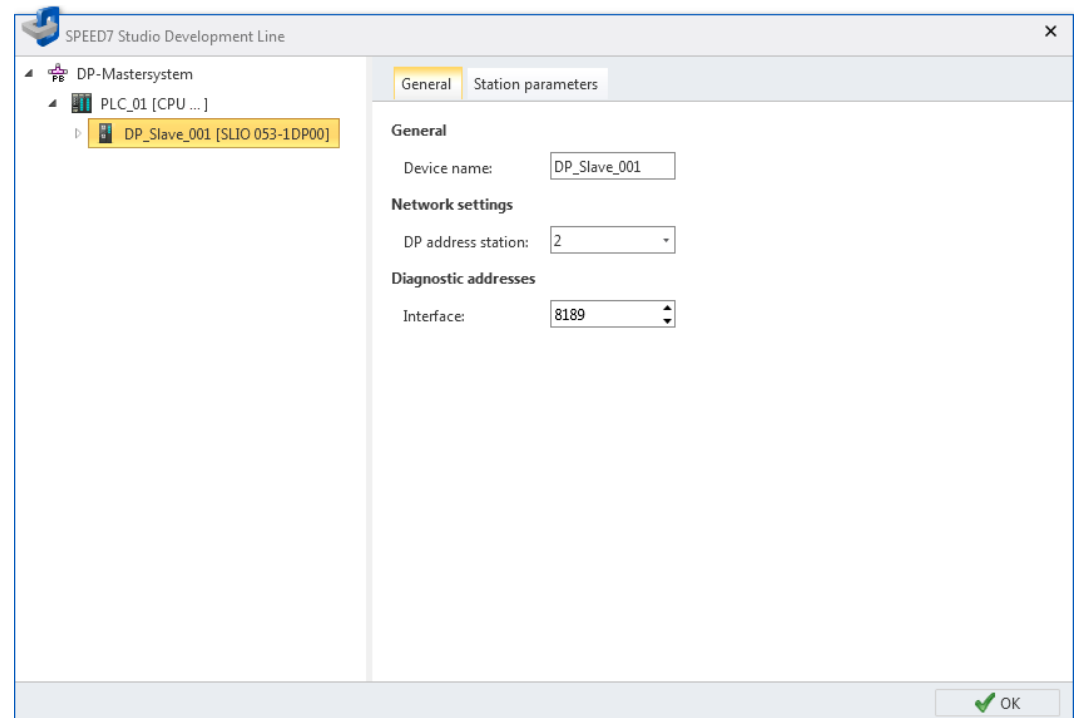 SPEED7 Studio Development Line
PB DP-Mastersystem
PLC_01 [CPU ... ]
DP_Slave_001 [SLIO 053-1DP00]
General Station parameters
General
Device name: DP_Slave_001
Network settings
DP address station: 2
Diagnostic addresses
Interface: 8189
OK